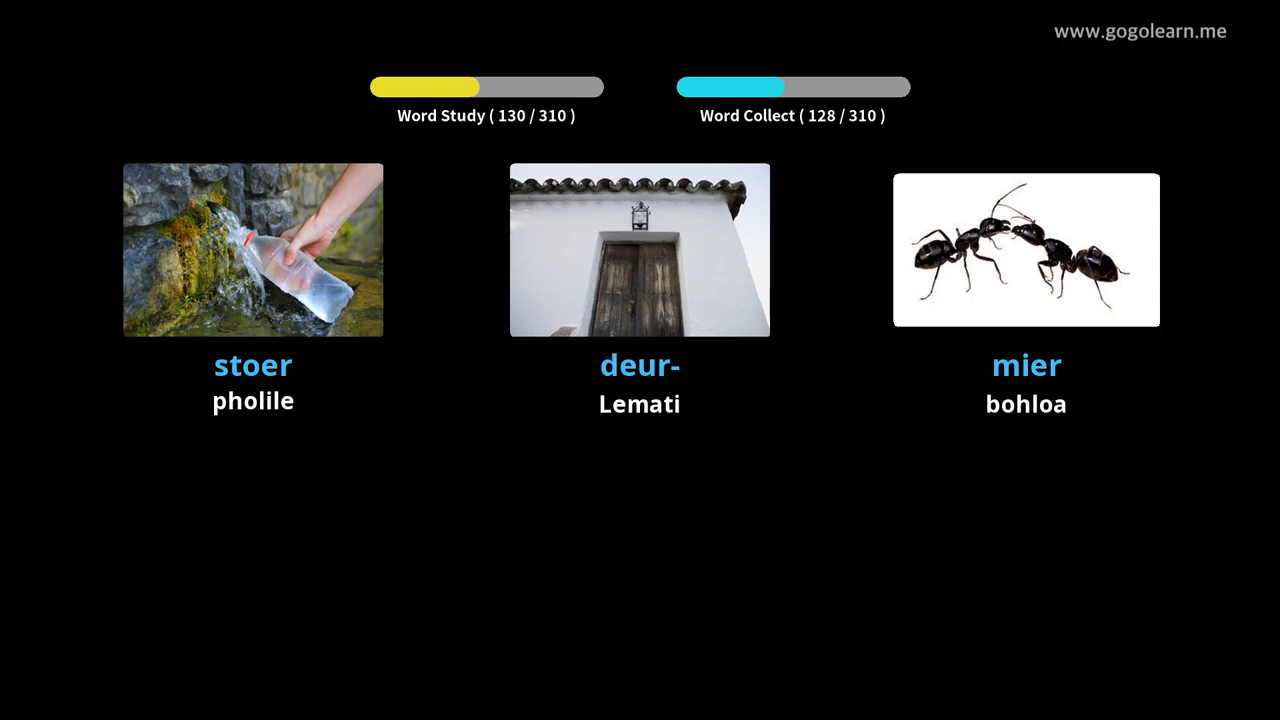 www.gogolearn.me
Word Study ( 130 / 310 )
Word Collect ( 128 / 310 )
stoer
deur-
mier
pholile
Lemati
bohloa